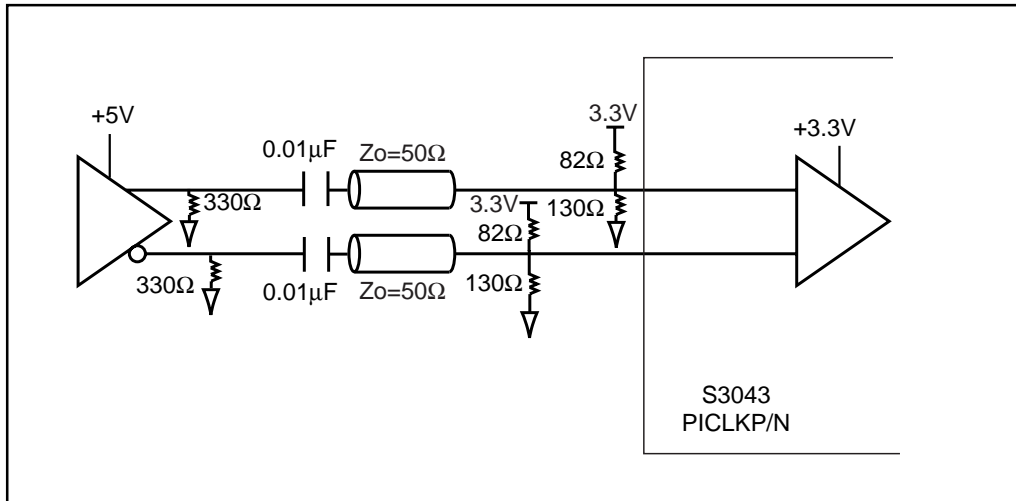 +5V
0.01µF
Zo=50Ω
3.3V
82Ω
+3.3V
330Ω
3.3V
130Ω
82Ω
330Ω
0.01µF
Zo=50Ω
130Ω
S3043
PICLKP/N